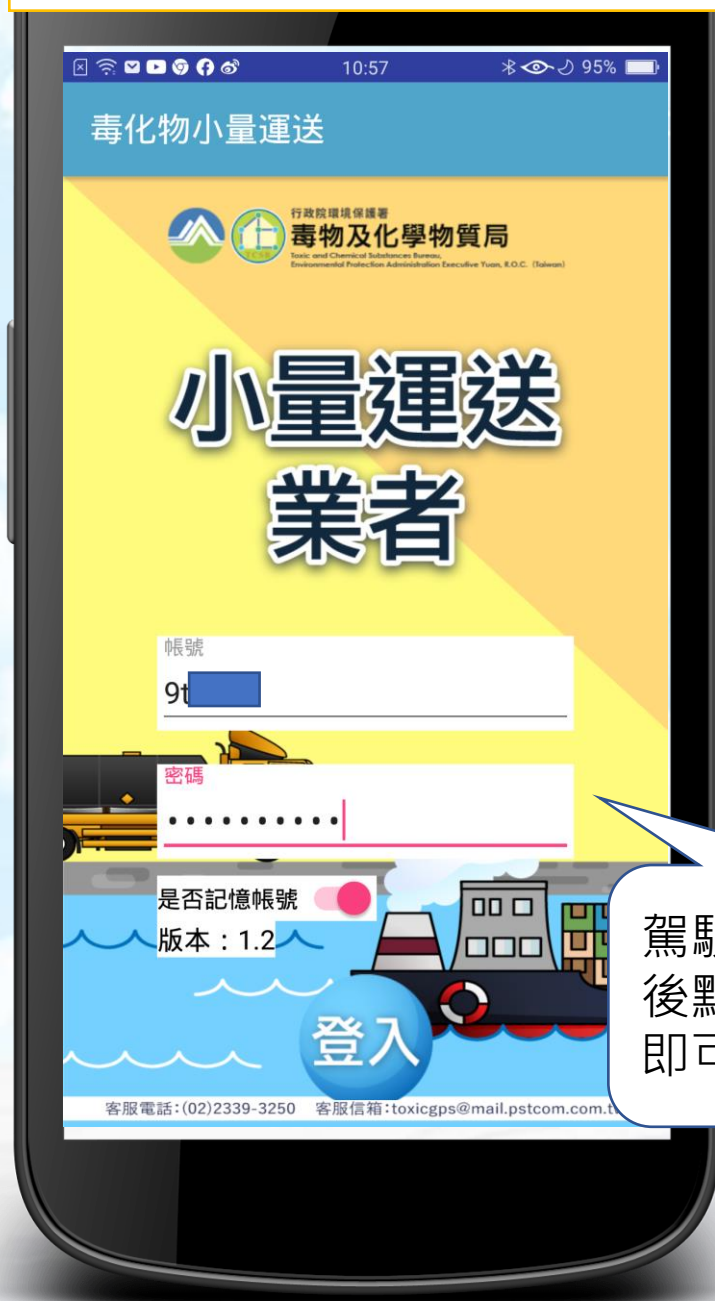 10:57
95%
毒化物小量運送
行政院環境保護署
毒物及化學物質局
Toxic and Chemical Substances Bureau,
Environmental Protection Administration Executive Yuan, R.O.C. (Taiwan)
TCSB
小量運送
業者
帳號
9t
密碼
是否記憶帳號
版本：1.2
駕駛
後點
即可
登入
客服電話：(02)2339-3250 客服信箱：toxicgps@mail.pstcom.com.t